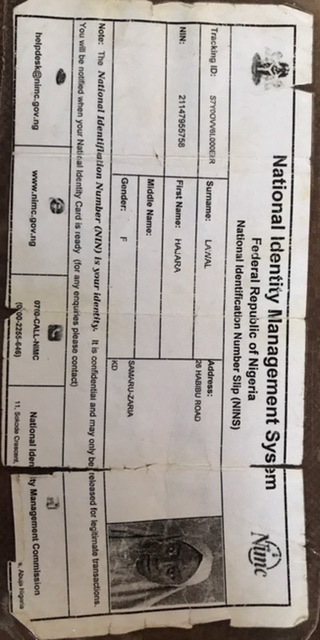 National Identity Management System
Federal Republic of Nigeria
National Identification Number Slip (NINS)
Nimc
Tracking ID: S7Y0OVV6L000EIR
Surname: LAWAL
Address:
26 HABIBU ROAD
NIN: 21147955758
First Name: HAJARA
Middle Name:
SAMARU-ZARIA
Gender: F
KD
Note: The National Identification Number (NIN) is your identity. It is confidential and may only be released for legitimate transactions.
You will be notified when your National Identity Card is ready (for any enquiries please contact)
helpdesk@nimc.gov.ng
www.nimc.gov.ng
0700-CALL-NIMC
(0700-2255-646)
National Identity Management Commission
11, Sokode Crescent, Abuja Nigeria